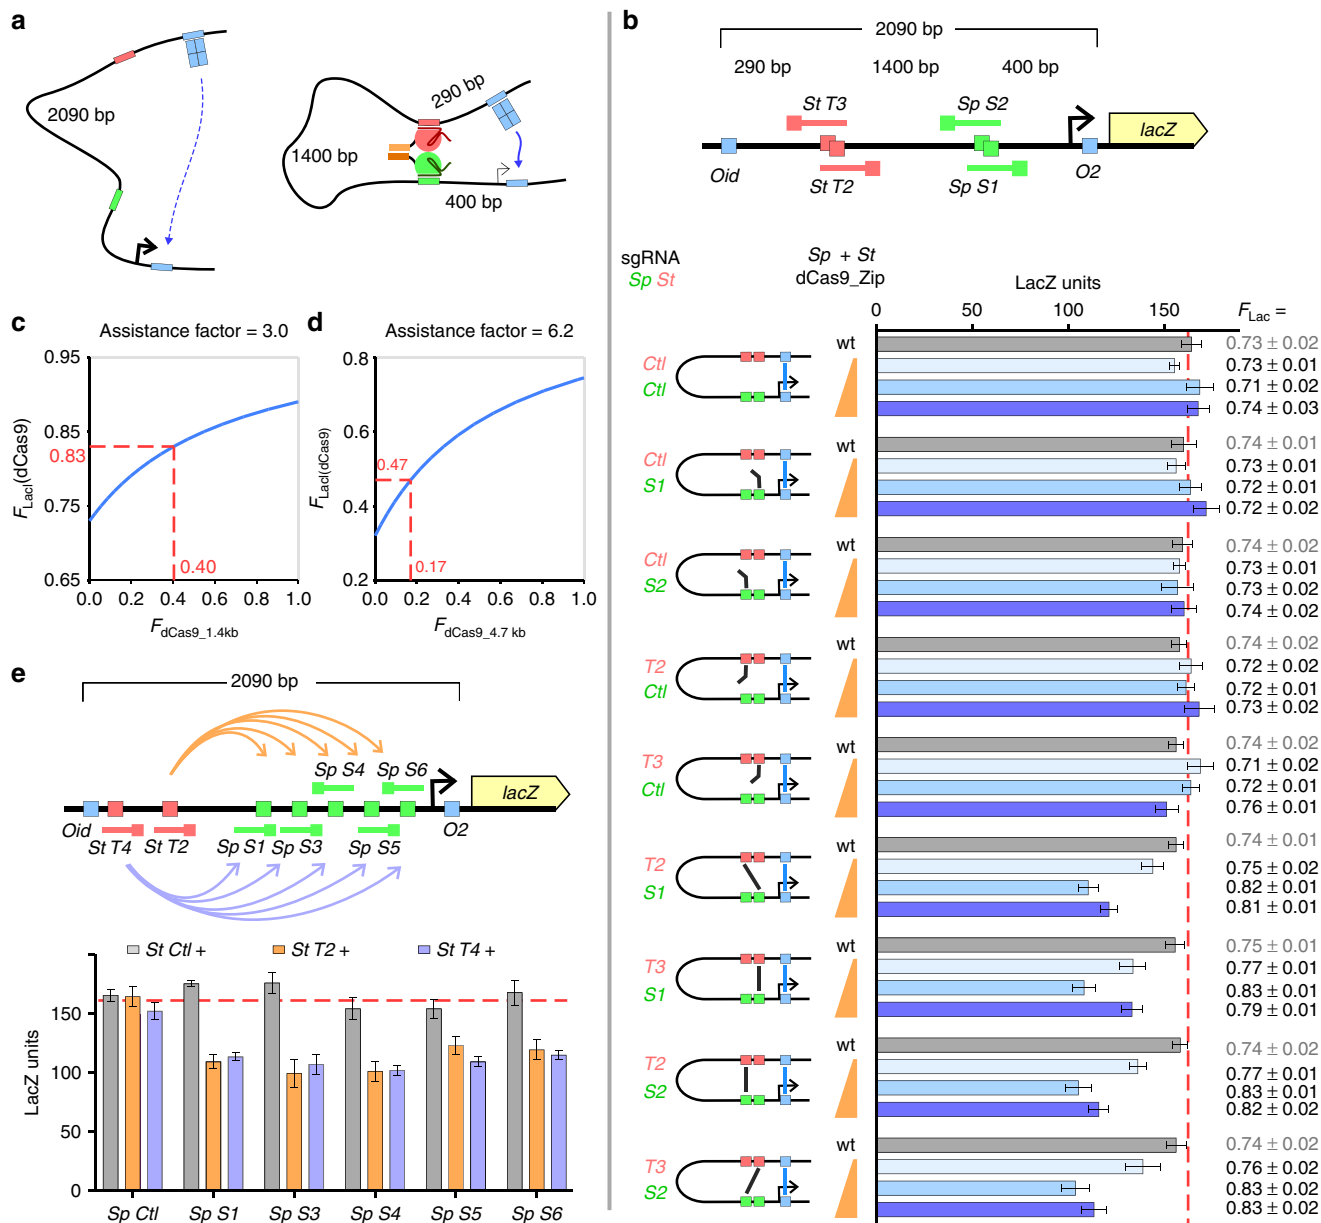 a
2090 bp
290 bp
1400 bp
400 bp
b
2090 bp
290 bp
1400 bp
400 bp
St T3
Sp S2
lacZ
Oid
St T2
Sp S1
O2
sgRNA
Sp St
Sp + St
dCas9_Zip
LacZ units
0
50
100
150
F_Lac =
Ctl
Ctl
wt
0.73 ± 0.02
0.73 ± 0.01
0.71 ± 0.02
0.74 ± 0.03
Ctl
S1
wt
0.74 ± 0.01
0.73 ± 0.01
0.72 ± 0.01
0.72 ± 0.02
Ctl
S2
wt
0.74 ± 0.02
0.73 ± 0.01
0.73 ± 0.02
0.74 ± 0.02
T2
Ctl
wt
0.74 ± 0.02
0.72 ± 0.02
0.72 ± 0.01
0.73 ± 0.02
T3
Ctl
wt
0.74 ± 0.02
0.71 ± 0.02
0.72 ± 0.01
0.76 ± 0.01
T2
S1
wt
0.74 ± 0.01
0.75 ± 0.02
0.82 ± 0.01
0.81 ± 0.01
T3
S1
wt
0.75 ± 0.01
0.77 ± 0.01
0.83 ± 0.01
0.79 ± 0.01
T2
S2
wt
0.74 ± 0.02
0.77 ± 0.01
0.83 ± 0.01
0.82 ± 0.02
T3
S2
wt
0.74 ± 0.02
0.76 ± 0.02
0.83 ± 0.02
0.83 ± 0.02
c
Assistance factor = 3.0
F_LacI(dCas9)
0.95
0.85
0.83
0.75
0.65
0.40
0.0 0.2 0.4 0.6 0.8 1.0
F_dCas9_1.4kb
d
Assistance factor = 6.2
F_LacI(dCas9)
0.8
0.6
0.47
0.4
0.2
0.17
0.0 0.2 0.4 0.6 0.8 1.0
F_dCas9_4.7 kb
e
2090 bp
Sp S4
Sp S6
lacZ
Oid
St T4
St T2
Sp S1
Sp S3
Sp S5
O2
St Ctl +
St T2 +
St T4 +
LacZ units
150
100
50
0
Sp Ctl
Sp S1
Sp S3
Sp S4
Sp S5
Sp S6